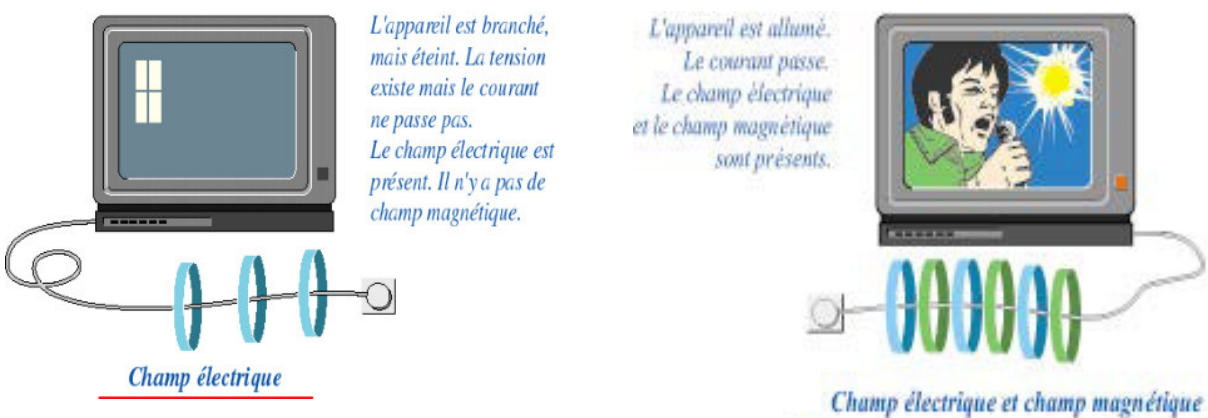 L'appareil est branché,
mais éteint. La tension
existe mais le courant
ne passe pas.
Le champ électrique est
présent. Il n'y a pas de
champ magnétique.
Champ électrique
L'appareil est allumé.
Le courant passe.
Le champ électrique
et le champ magnétique
sont présents.
Champ électrique et champ magnétique